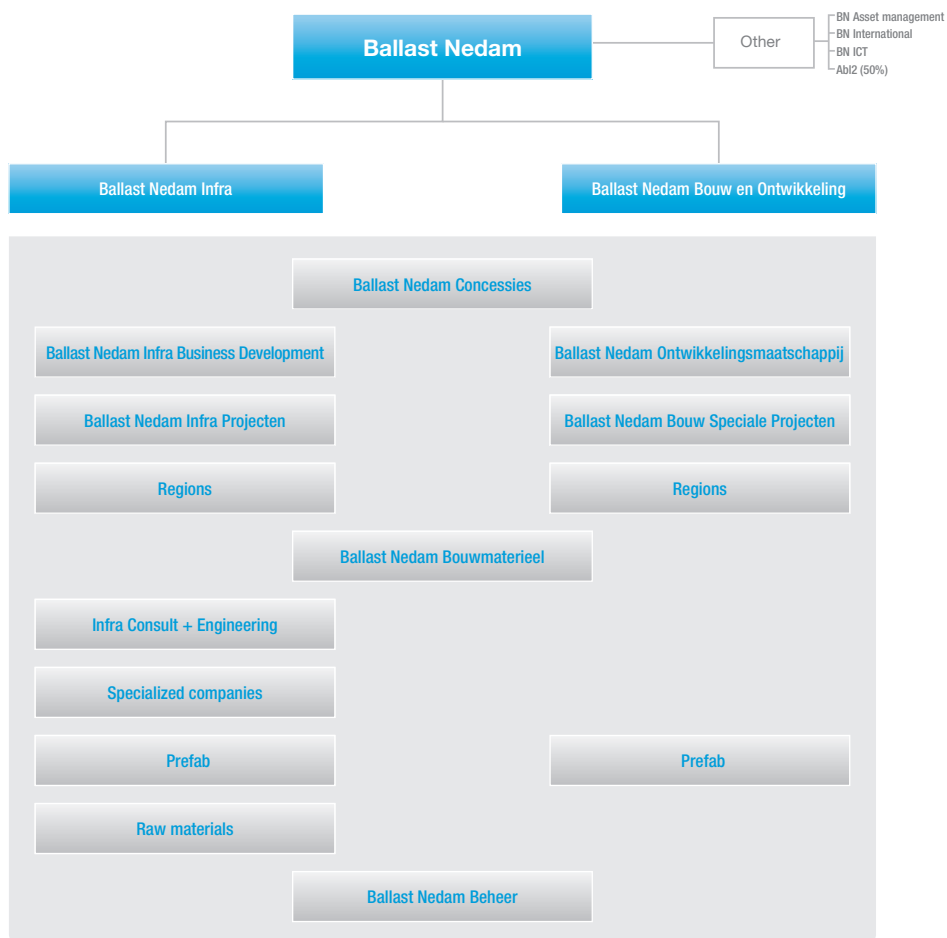 Ballast Nedam
Other
BN Asset management
BN International
BN ICT
Abl2 (50%)
Ballast Nedam Infra
Ballast Nedam Bouw en Ontwikkeling
Ballast Nedam Concessies
Ballast Nedam Infra Business Development
Ballast Nedam Ontwikkelingsmaatschappij
Ballast Nedam Infra Projecten
Ballast Nedam Bouw Speciale Projecten
Regions
Regions
Ballast Nedam Bouwmaterieel
Infra Consult + Engineering
Specialized companies
Prefab
Prefab
Raw materials
Ballast Nedam Beheer